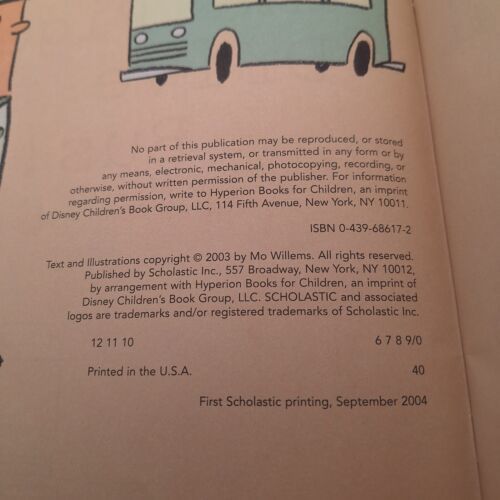 No part of this publication may be reproduced, or stored
in a retrieval system, or transmitted in any form or by
any means, electronic, mechanical, photocopying, recording, or
otherwise, without written permission of the publisher. For information
regarding permission, write to Hyperion Books for Children, an imprint
of Disney Children's Book Group, LLC, 114 Fifth Avenue, New York, NY 10011.
ISBN 0-439-68617-2
Text and Illustrations copyright © 2003 by Mo Willems. All rights reserved.
Published by Scholastic Inc., 557 Broadway, New York, NY 10012,
by arrangement with Hyperion Books for Children, an imprint of
Disney Children's Book Group, LLC. SCHOLASTIC and associated
logos are trademarks and/or registered trademarks of Scholastic Inc.
12 11 10 6 7 8 9/0
Printed in the U.S.A. 40
First Scholastic printing, September 2004